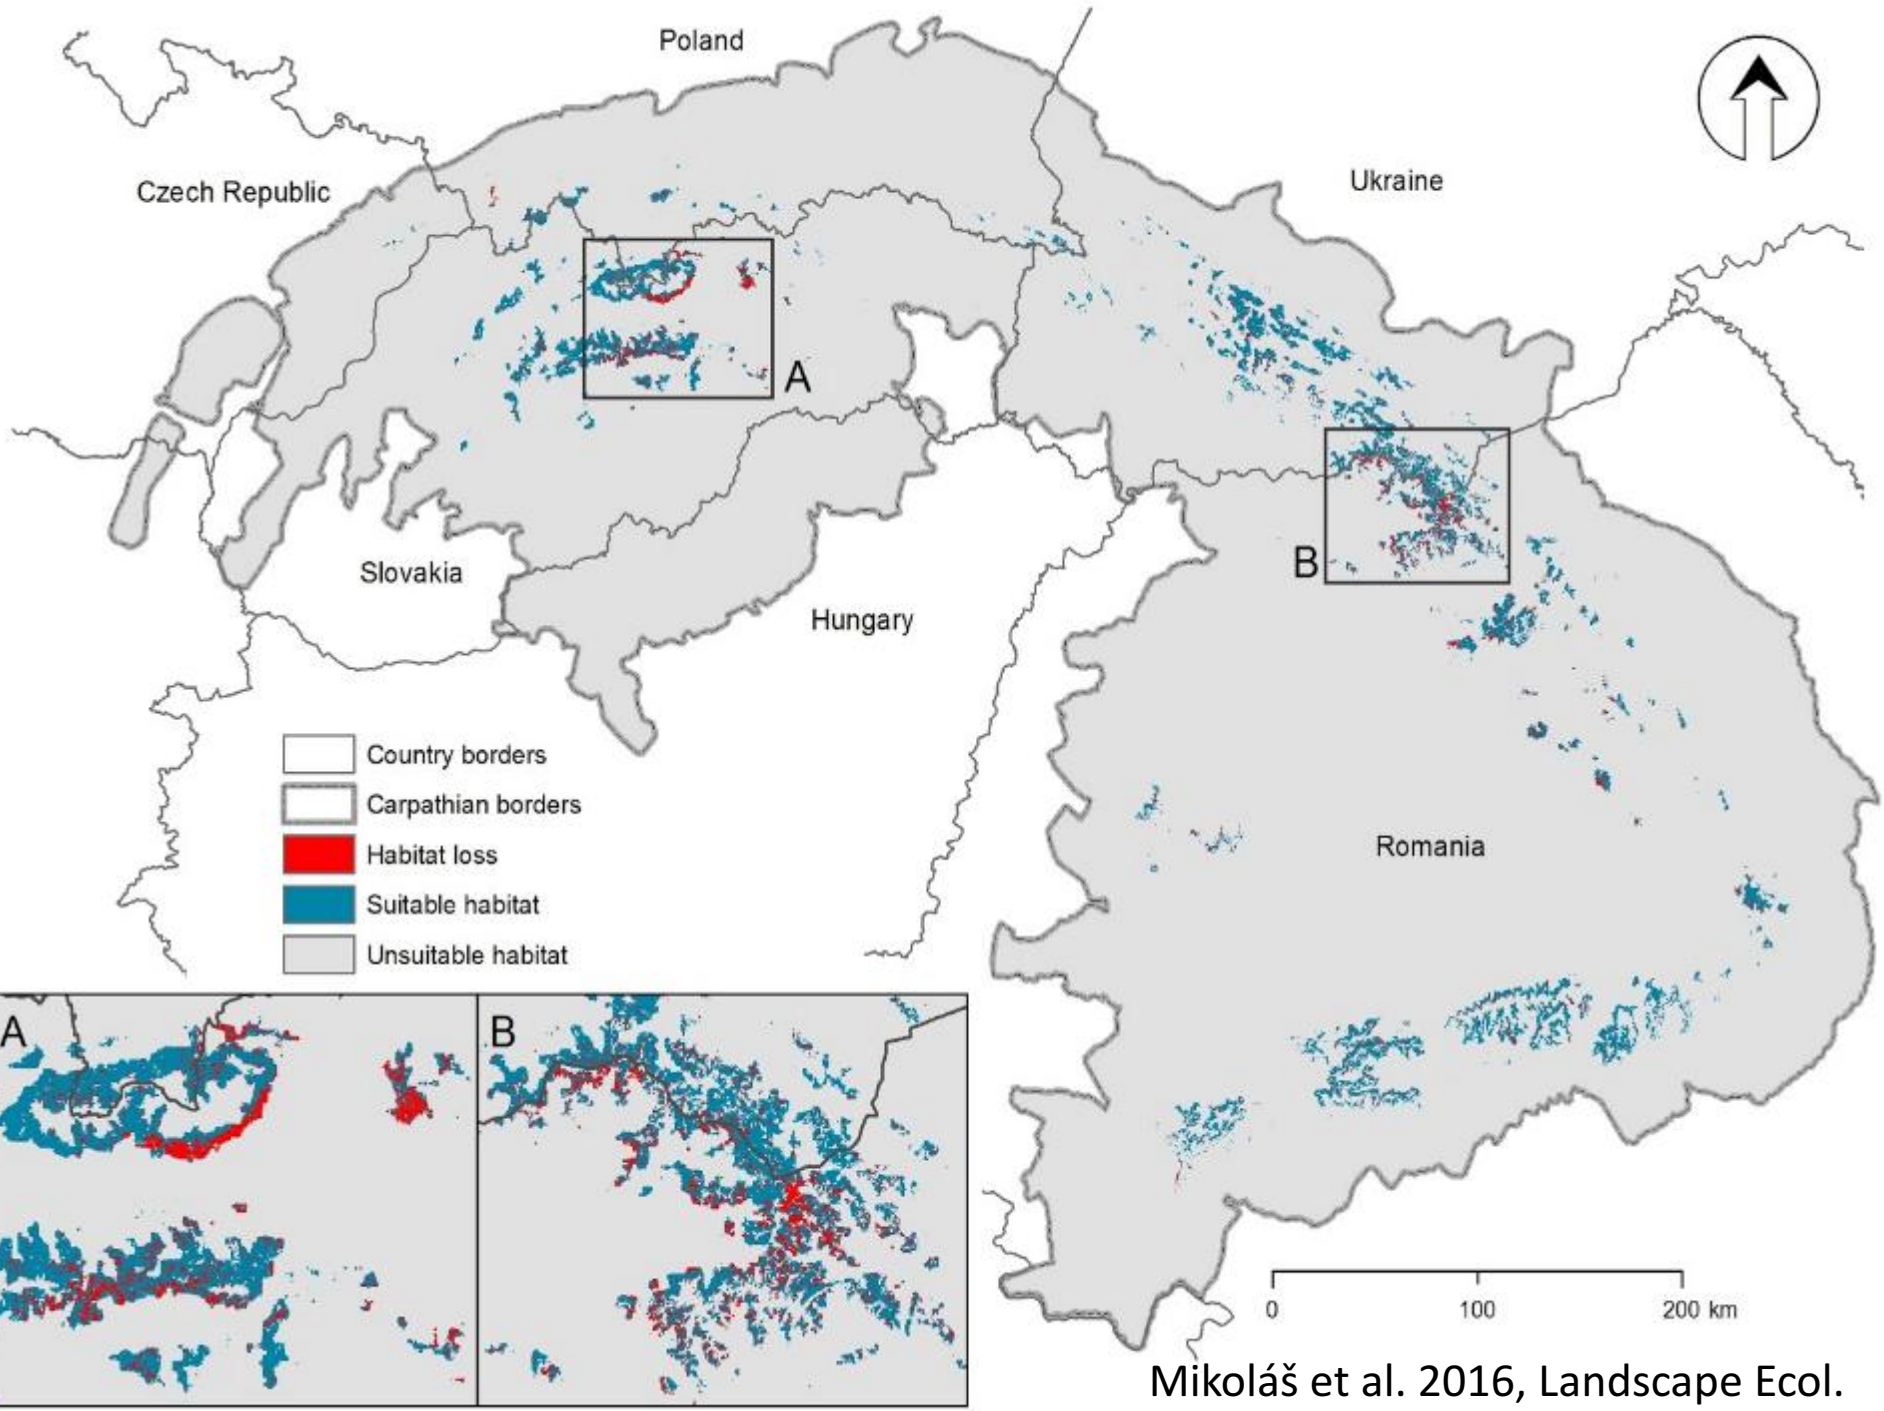 Poland
Czech Republic
Ukraine
A
B
Slovakia
Hungary
Country borders
Carpathian borders
Habitat loss
Suitable habitat
Unsuitable habitat
Romania
A
B
0 100 200 km
Mikoláš et al. 2016, Landscape Ecol.